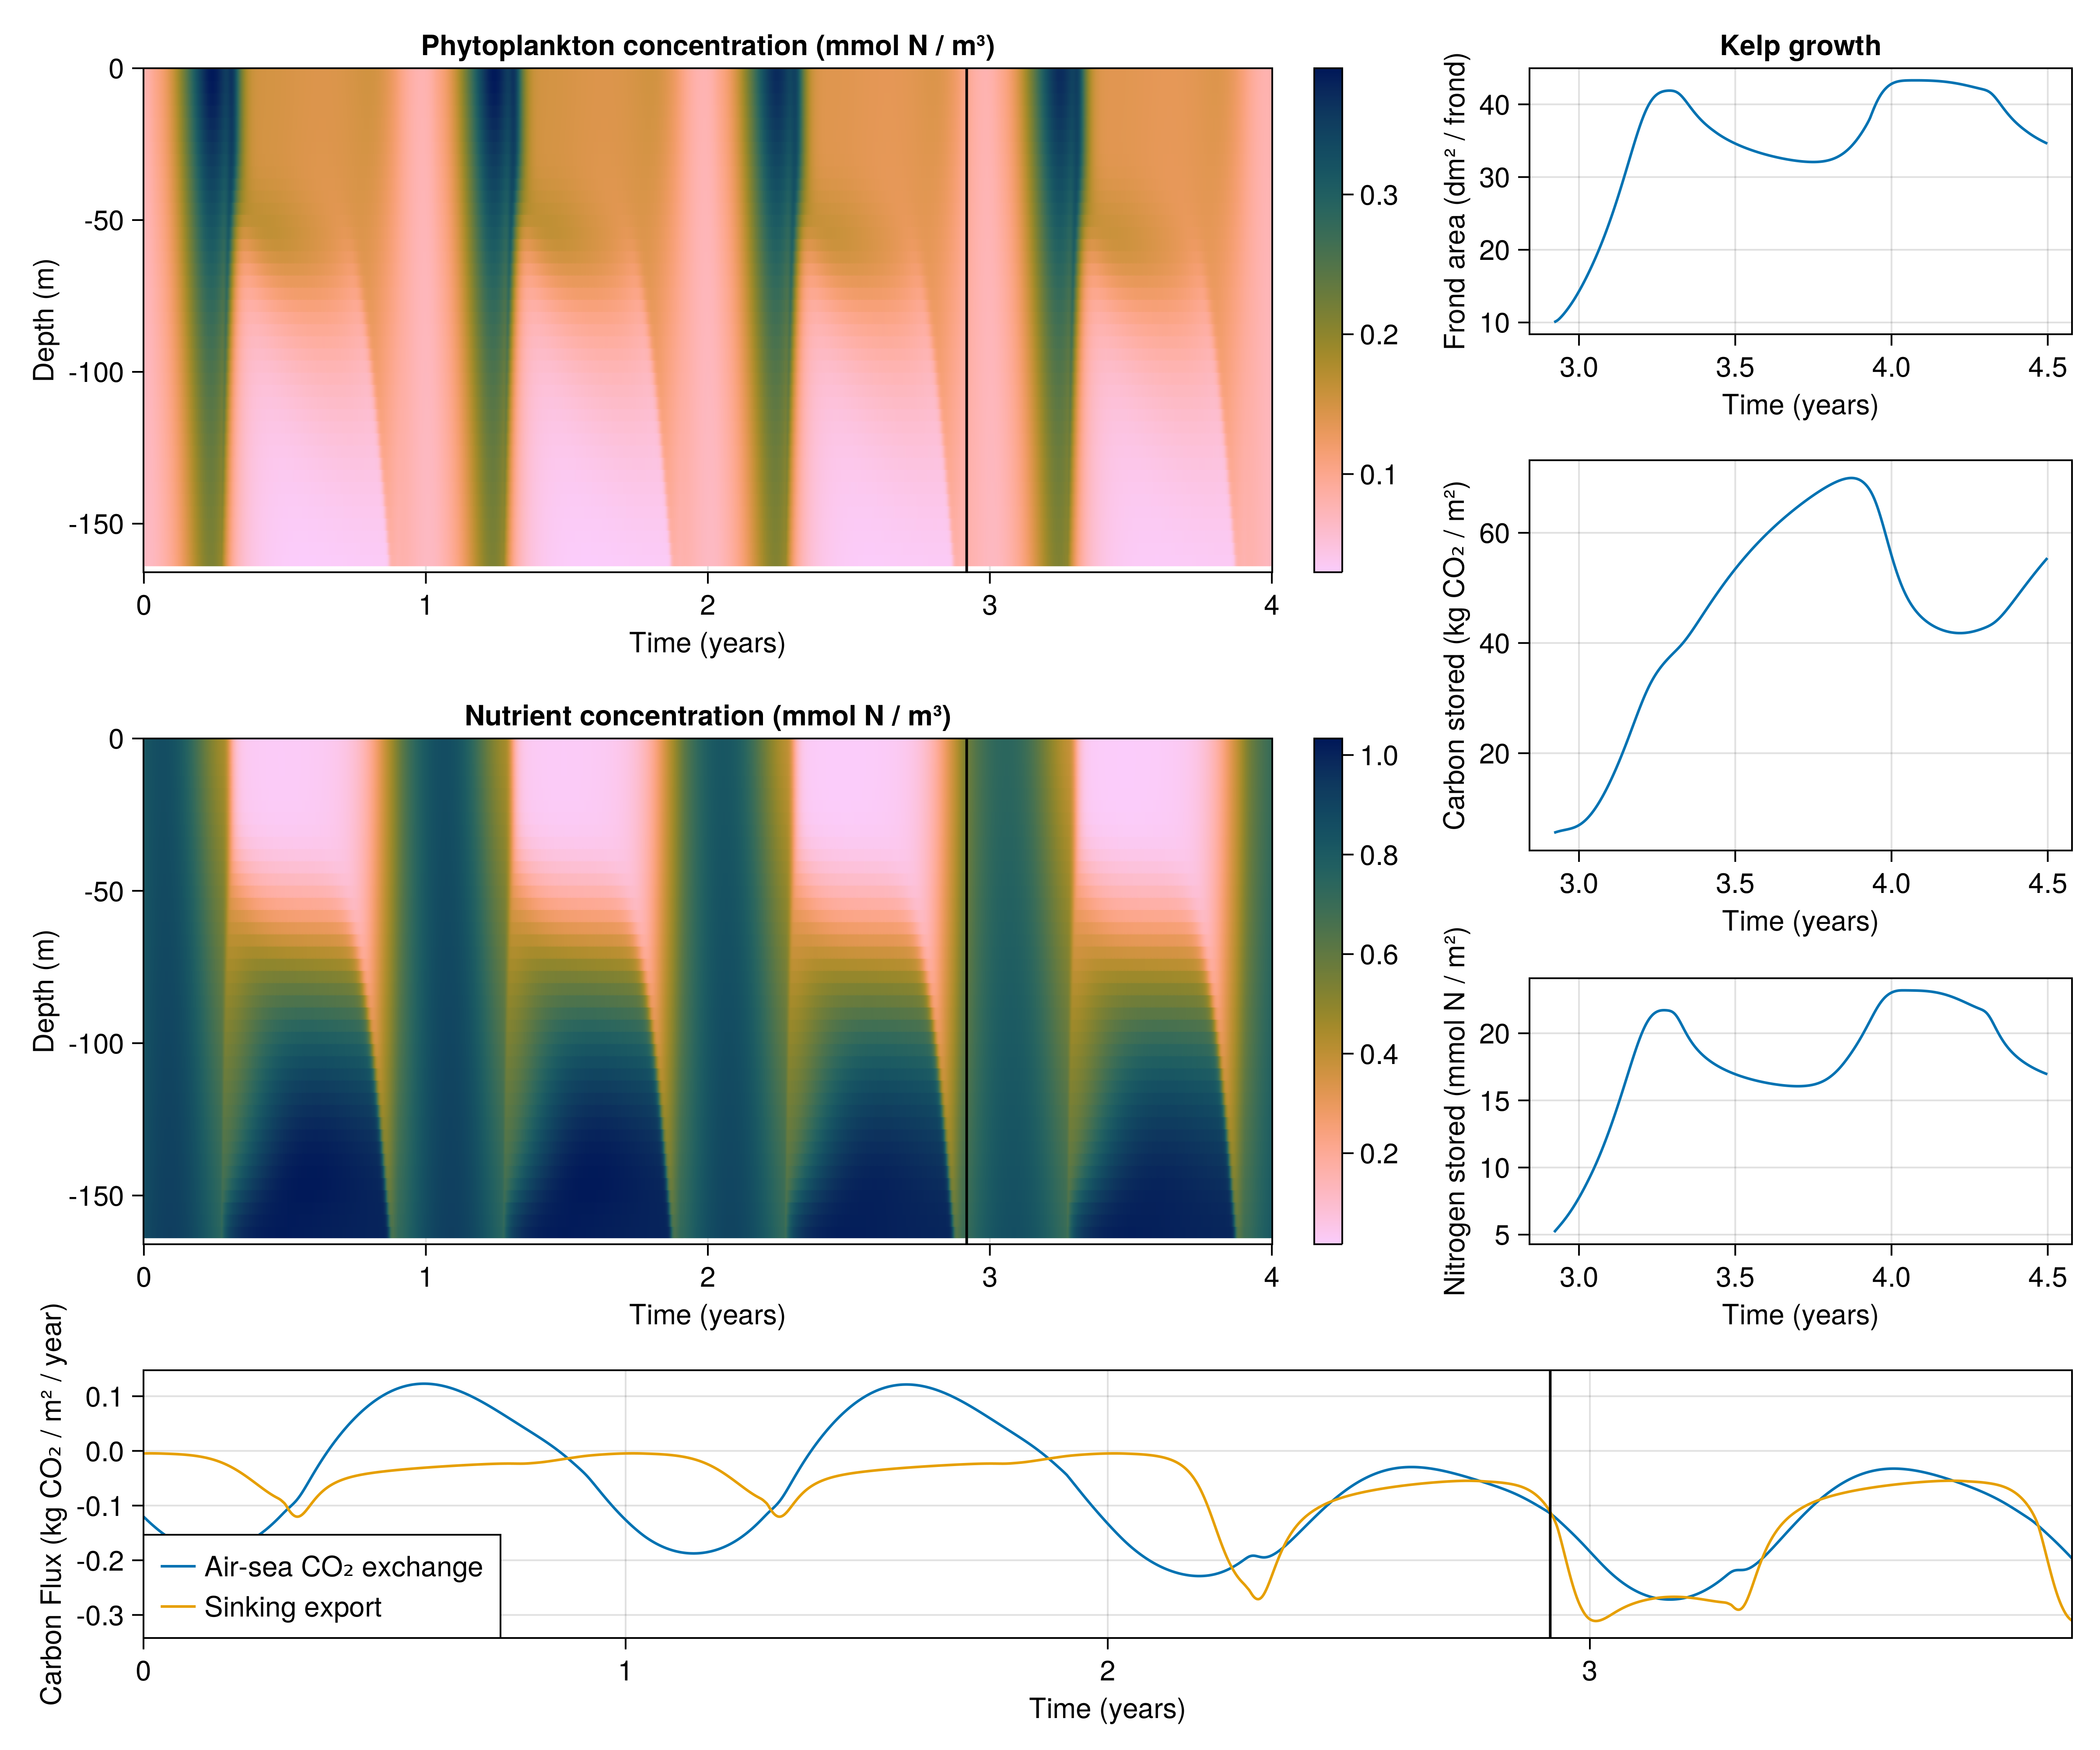 Phytoplankton concentration (mmol N / m³)
0
-50
-100
-150
Depth (m)
0 1 2 3 4
Time (years)
0.3
0.2
0.1
Kelp growth
Frond area (dm² / frond)
40
30
20
10
3.0 3.5 4.0 4.5
Time (years)
Carbon stored (kg CO₂ / m²)
60
40
20
3.0 3.5 4.0 4.5
Time (years)
Nutrient concentration (mmol N / m³)
0
-50
-100
-150
Depth (m)
0 1 2 3 4
Time (years)
1.0
0.8
0.6
0.4
0.2
Nitrogen stored (mmol N / m²)
20
15
10
5
3.0 3.5 4.0 4.5
Time (years)
Carbon Flux (kg CO₂ / m² / year)
0.1
0.0
-0.1
-0.2
-0.3
Air-sea CO₂ exchange
Sinking export
0 1 2 3
Time (years)